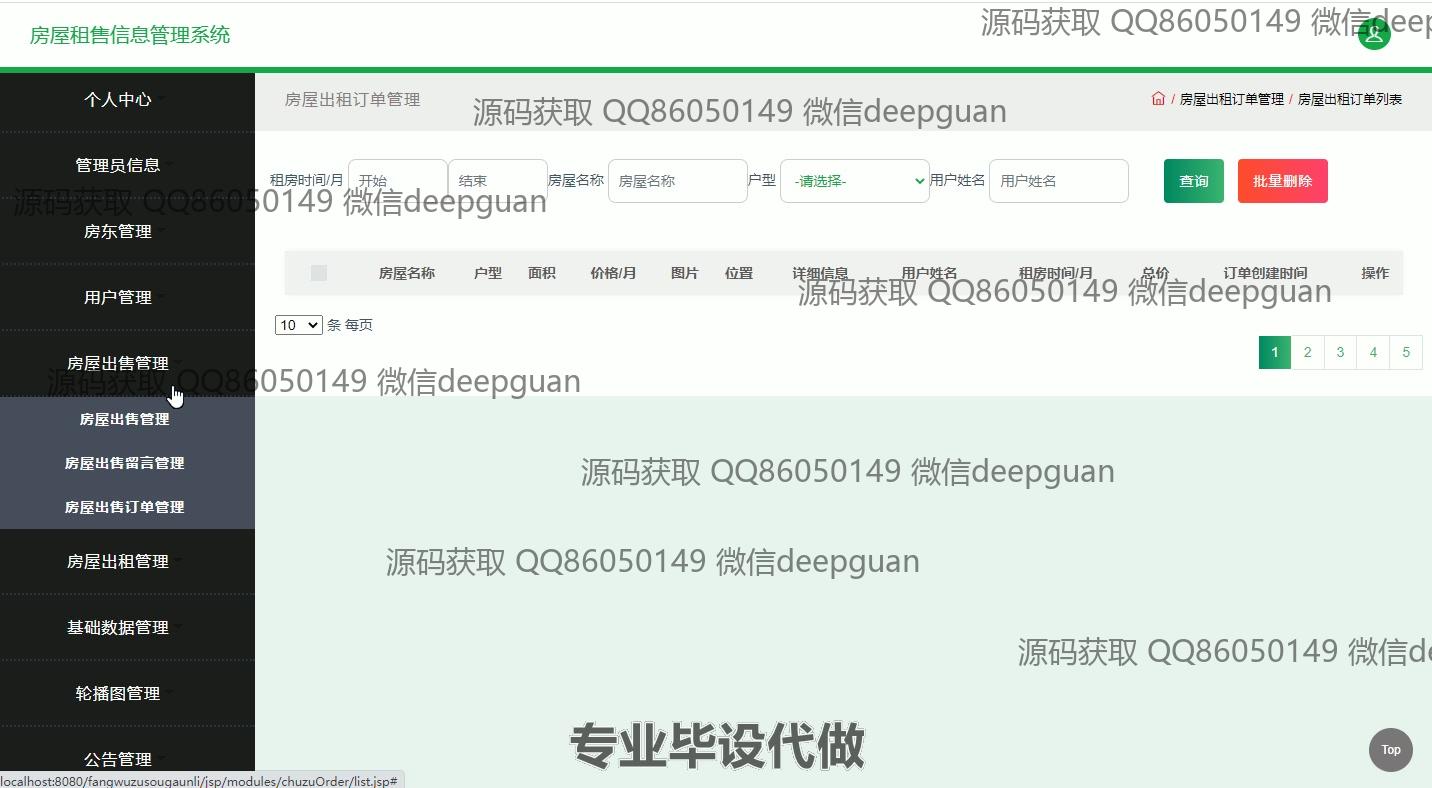 房屋租售信息管理系统
源码获取 QQ86050149 微信deep
个人中心
房屋出租订单管理
源码获取 QQ86050149 微信deepguan
/ 房屋出租订单管理 / 房屋出租订单列表
管理员信息
租房时间/月 开始 结束 房屋名称 房屋名称 户型 -请选择- 用户姓名 用户姓名 查询 批量删除
源码获取 QQ86050149 微信deepguan
房东管理
房屋名称 户型 面积 价格/月 图片 位置 详细信息 用户姓名 租房时间/月 总价 订单创建时间 操作
源码获取 QQ86050149 微信deepguan
用户管理
10 条 每页
1 2 3 4 5
房屋出售管理
源码获取 QQ86050149 微信deepguan
房屋出售管理
房屋出售留言管理
源码获取 QQ86050149 微信deepguan
房屋出售订单管理
房屋出租管理
源码获取 QQ86050149 微信deepguan
基础数据管理
源码获取 QQ86050149 微信de
轮播图管理
专业毕设代做
公告管理
Top
localhost:8080/fangwuzusougaunli/jsp/modules/chuzuOrder/list.jsp#